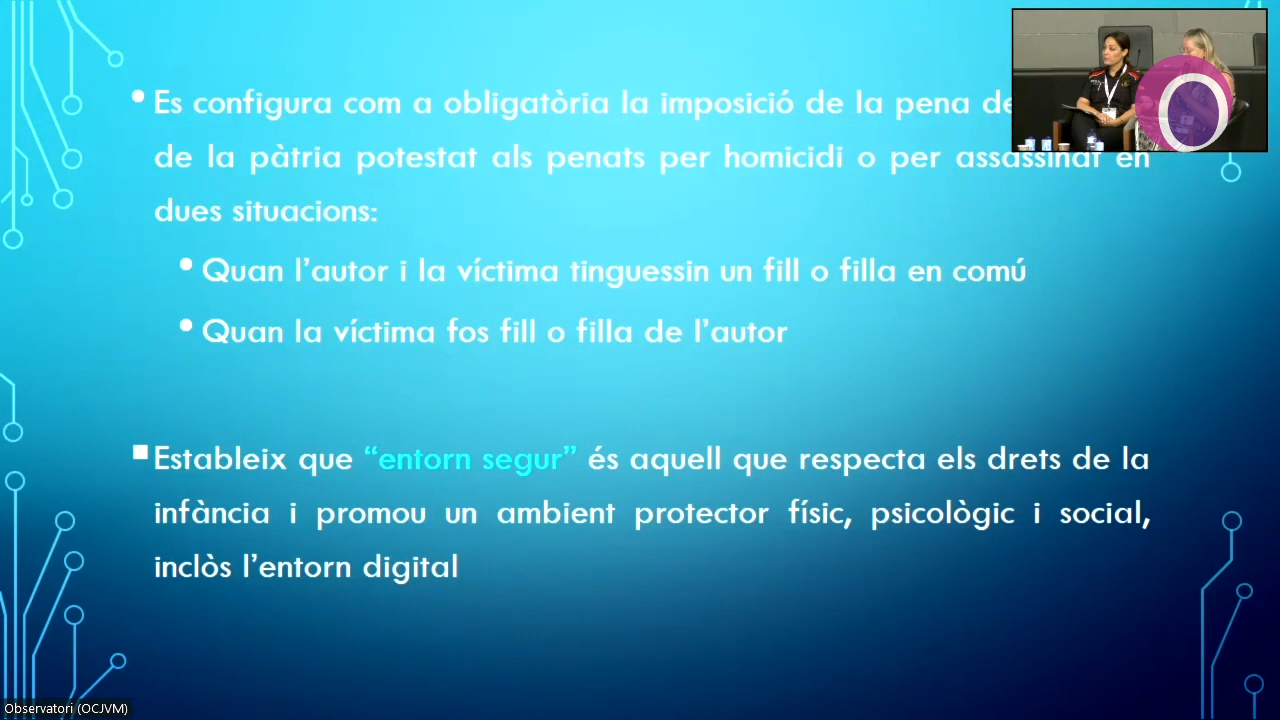 • Es configura com a obligatòria la imposició de la pena de
de la pàtria potestat als penats per homicidi o per assassinat en
dues situacions:
• Quan l’autor i la víctima tinguessin un fill o filla en comú
• Quan la víctima fos fill o filla de l’autor
▪ Estableix que “entorn segur” és aquell que respecta els drets de la
infància i promou un ambient protector físic, psicològic i social,
inclòs l’entorn digital
Observatori (OCJVM)